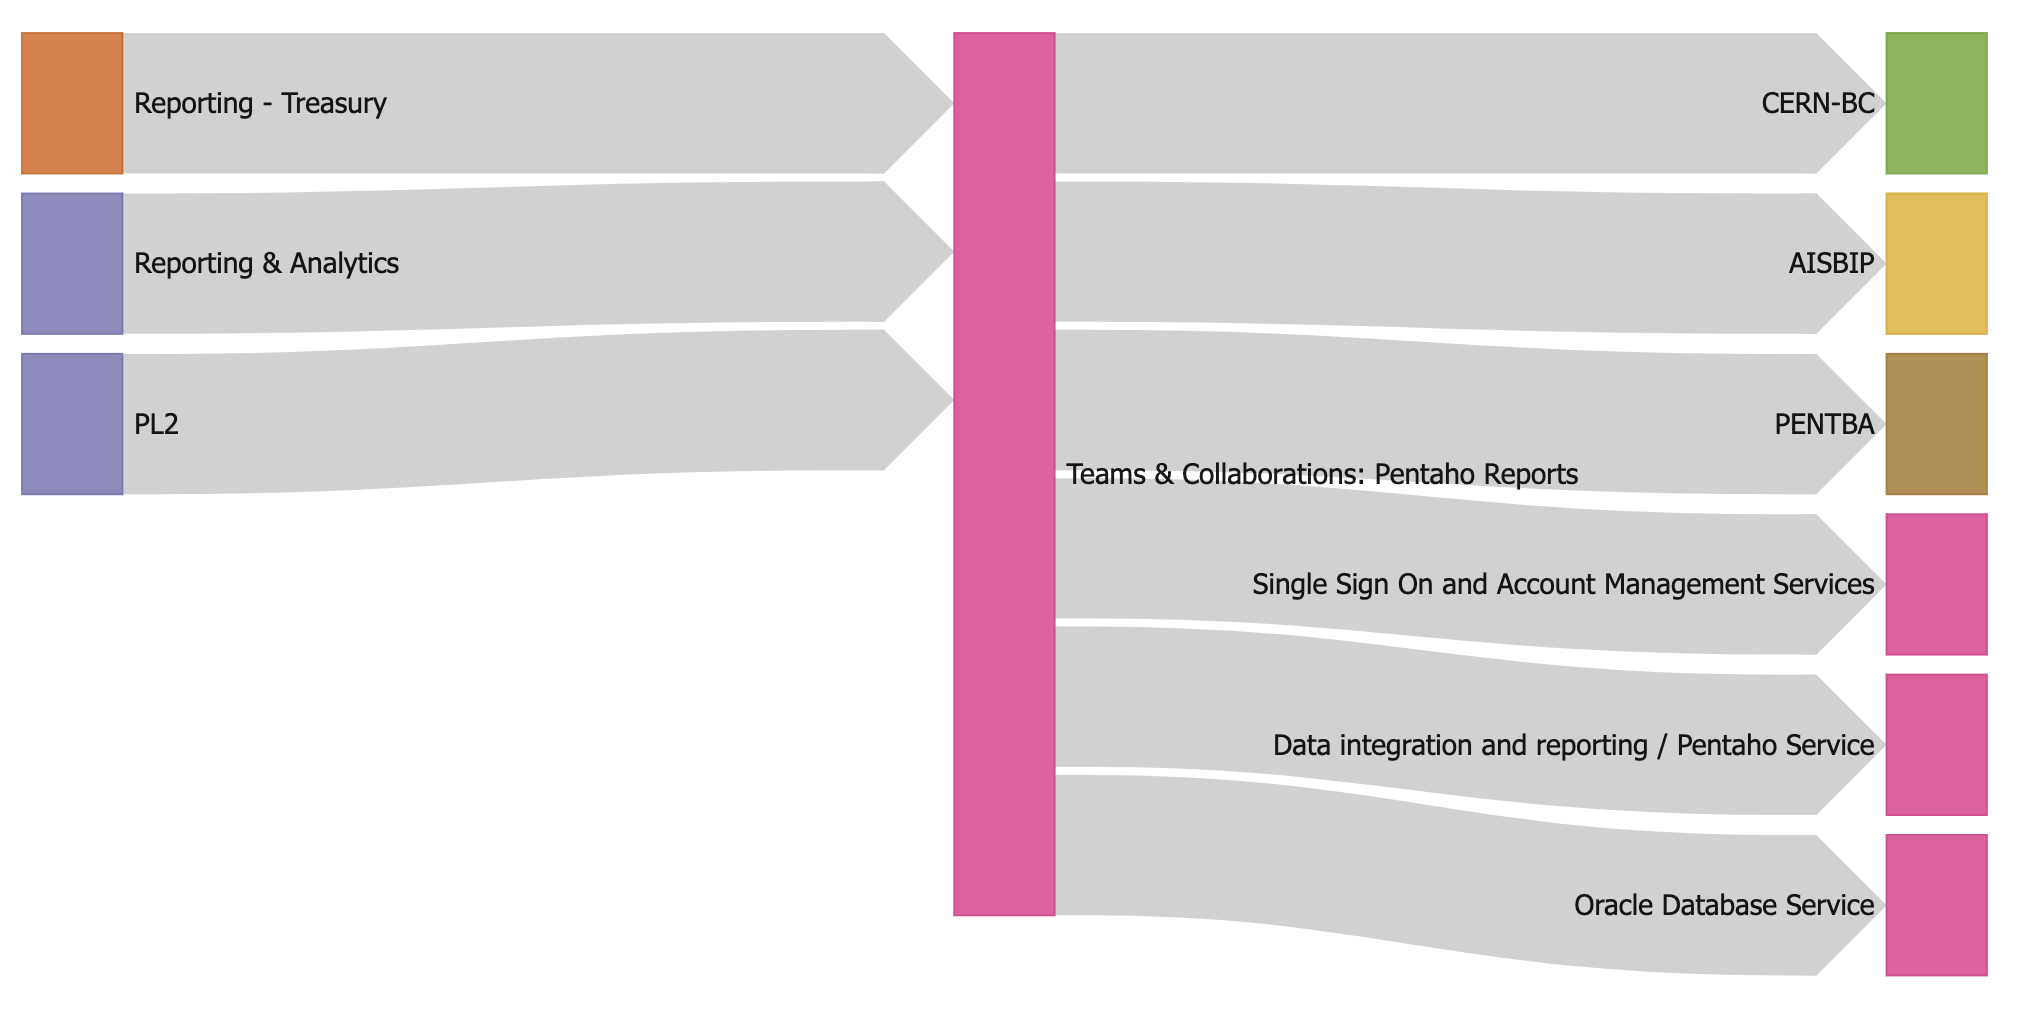 Reporting - Treasury
Reporting & Analytics
PL2
Teams & Collaborations: Pentaho Reports
CERN-BC
AISBIP
PENTBA
Single Sign On and Account Management Services
Data integration and reporting / Pentaho Service
Oracle Database Service